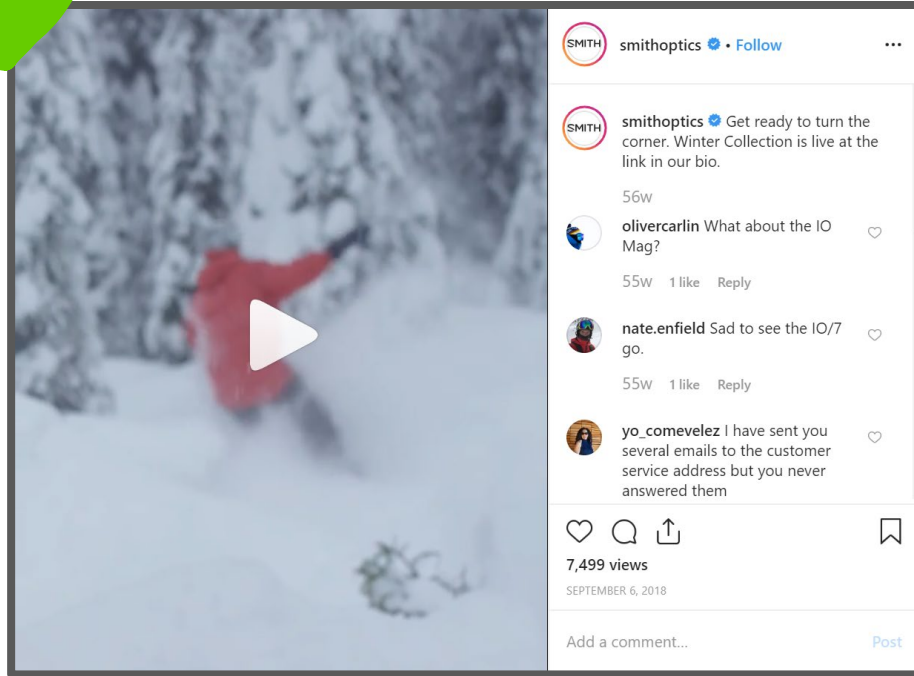 SMITH
smithoptics • Follow
SMITH
smithoptics Get ready to turn the
corner. Winter Collection is live at the
link in our bio.
56w
olivercarlin What about the IO
Mag?
55w 1 like Reply
nate.enfield Sad to see the IO/7
go.
55w 1 like Reply
yo_comevelez I have sent you
several emails to the customer
service address but you never
answered them
7,499 views
SEPTEMBER 6, 2018
Add a comment...
Post